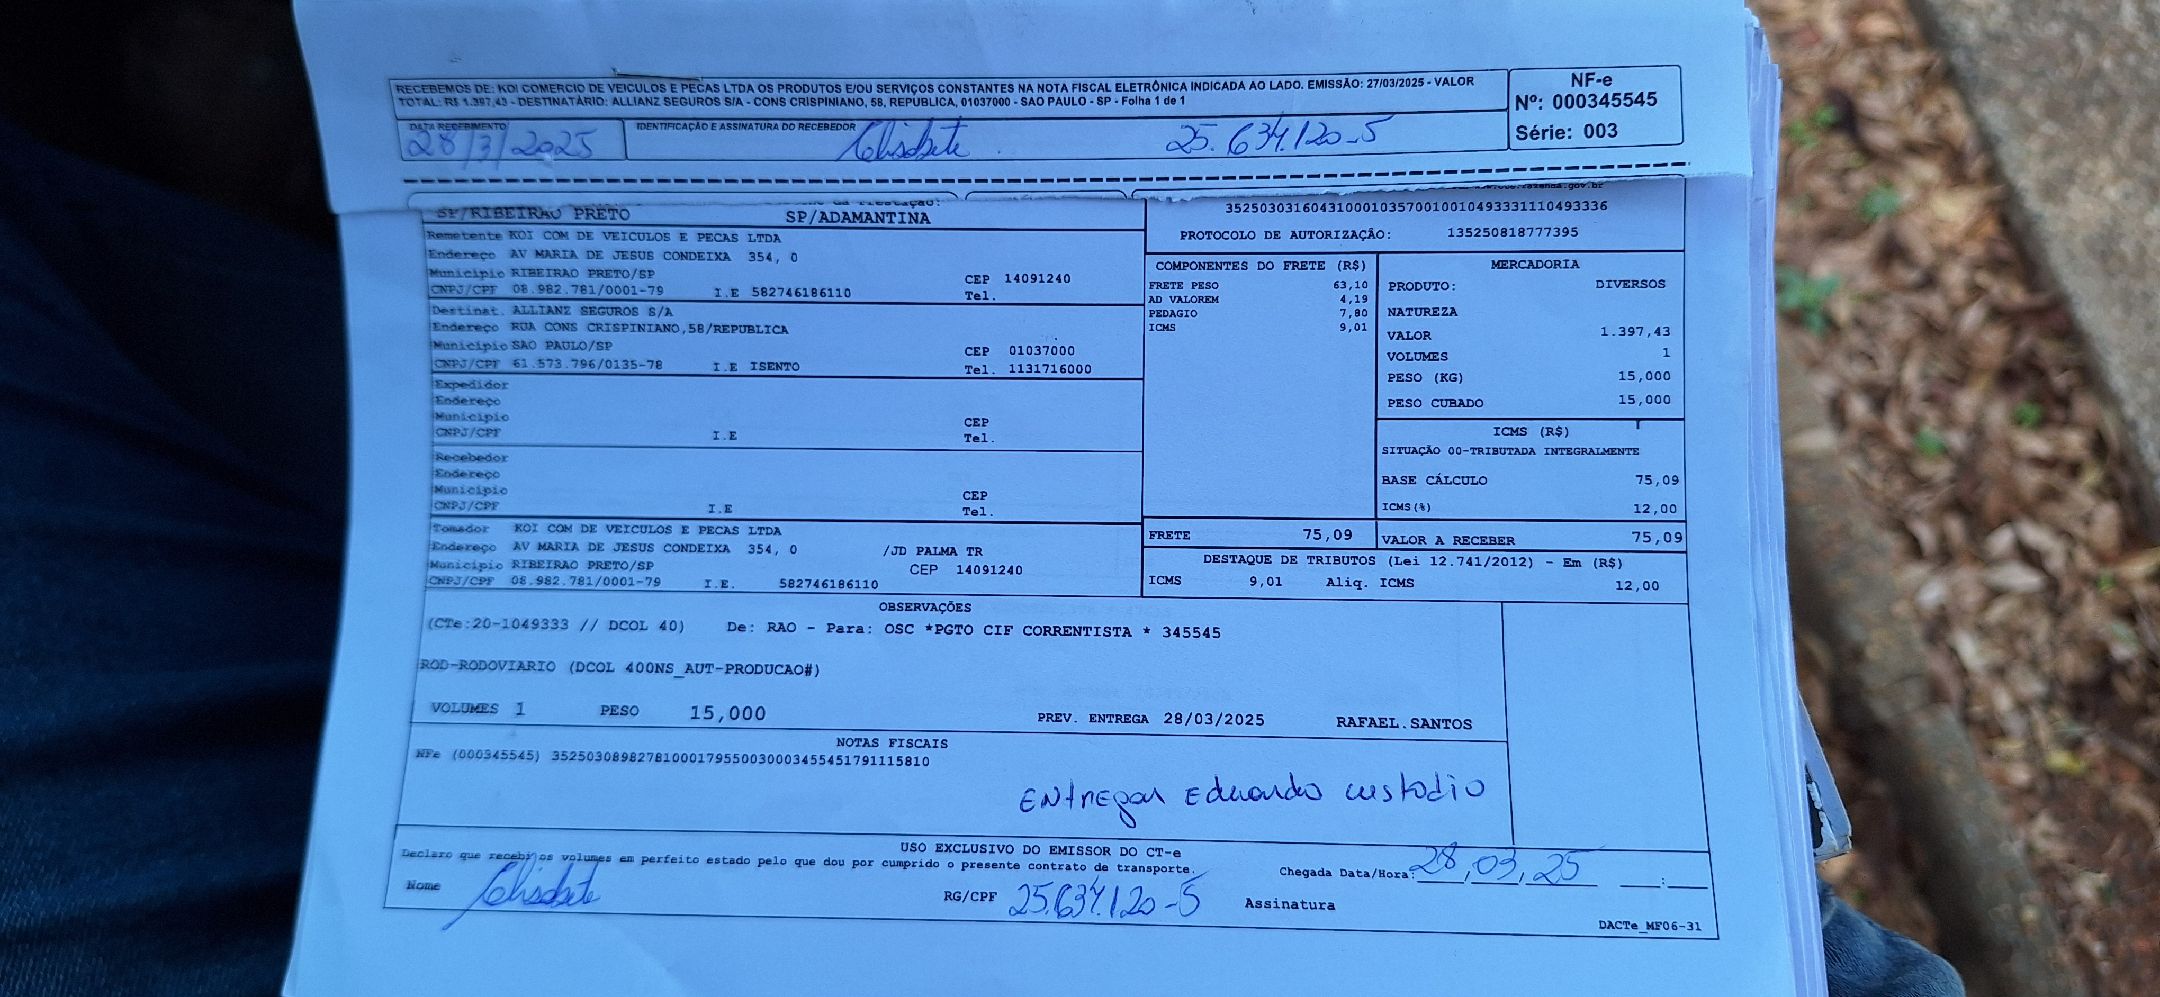 RECEBEMOS DE: KOI COMERCIO DE VEICULOS E PECAS LTDA OS PRODUTOS E/OU SERVIÇOS CONSTANTES NA NOTA FISCAL ELETRÔNICA INDICADA AO LADO. EMISSÃO: 27/03/2025 - VALOR
TOTAL: R$ 1.397,43 - DESTINATÁRIO: ALLIANZ SEGUROS S/A - CONS CRISPINIANO, 58, REPUBLICA, 01037000 - SAO PAULO - SP - Folha 1 de 1
NF-e
Nº: 000345545
Série: 003
DATA RECEBIMENTO
28/3/2025
IDENTIFICAÇÃO E ASSINATURA DO RECEBEDOR
Elisabete 25.634.120-5
SP/RIBEIRAO PRETO SP/ADAMANTINA
35250303160431000103570010010493331110493336
PROTOCOLO DE AUTORIZAÇÃO: 135250818777395
Remetente KOI COM DE VEICULOS E PECAS LTDA
Endereço AV MARIA DE JESUS CONDEIXA 354, 0
Município RIBEIRAO PRETO/SP CEP 14091240
CNPJ/CPF 08.982.781/0001-79 I.E 582746186110 Tel.
Destinat. ALLIANZ SEGUROS S/A
Endereço RUA CONS CRISPINIANO,58/REPUBLICA
Município SAO PAULO/SP CEP 01037000
CNPJ/CPF 61.573.796/0135-78 I.E ISENTO Tel. 1131716000
Expedidor
Endereço
Município CEP
CNPJ/CPF I.E Tel.
Recebedor
Endereço
Município CEP
CNPJ/CPF I.E Tel.
Tomador KOI COM DE VEICULOS E PECAS LTDA
Endereço AV MARIA DE JESUS CONDEIXA 354, 0 /JD PALMA TR
Município RIBEIRAO PRETO/SP CEP 14091240
CNPJ/CPF 08.982.781/0001-79 I.E. 582746186110
COMPONENTES DO FRETE (R$)
FRETE PESO 63,10
AD VALOREM 4,19
PEDAGIO 7,80
ICMS 9,01
MERCADORIA
PRODUTO: DIVERSOS
NATUREZA
VALOR 1.397,43
VOLUMES 1
PESO (KG) 15,000
PESO CUBADO 15,000
ICMS (R$)
SITUAÇÃO 00-TRIBUTADA INTEGRALMENTE
BASE CÁLCULO 75,09
ICMS(%) 12,00
FRETE 75,09 VALOR A RECEBER 75,09
DESTAQUE DE TRIBUTOS (Lei 12.741/2012) - Em (R$)
ICMS 9,01 Aliq. ICMS 12,00
OBSERVAÇÕES
(CTe:20-1049333 // DCOL 40) De: RAO - Para: OSC *PGTO CIF CORRENTISTA * 345545
ROD-RODOVIARIO (DCOL 400NS_AUT-PRODUCAO#)
VOLUMES 1 PESO 15,000 PREV. ENTREGA 28/03/2025 RAFAEL.SANTOS
NOTAS FISCAIS
NFe (000345545) 35250308982781000179550030003455451791115810
Entregar Eduardo custodio
USO EXCLUSIVO DO EMISSOR DO CT-e
Declaro que recebi os volumes em perfeito estado pelo que dou por cumprido o presente contrato de transporte.
Chegada Data/Hora: 28,03,25 __:__
Nome Elisabete RG/CPF 25.634.120-5 Assinatura
DACTe_MF06-31